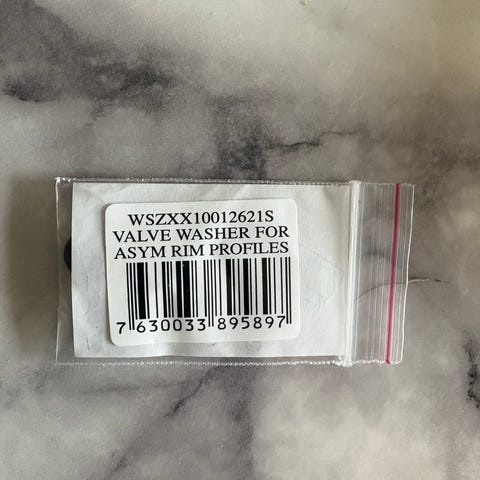 WSZXX10012621S
VALVE WASHER FOR
ASYM RIM PROFILES
7 630033 895897